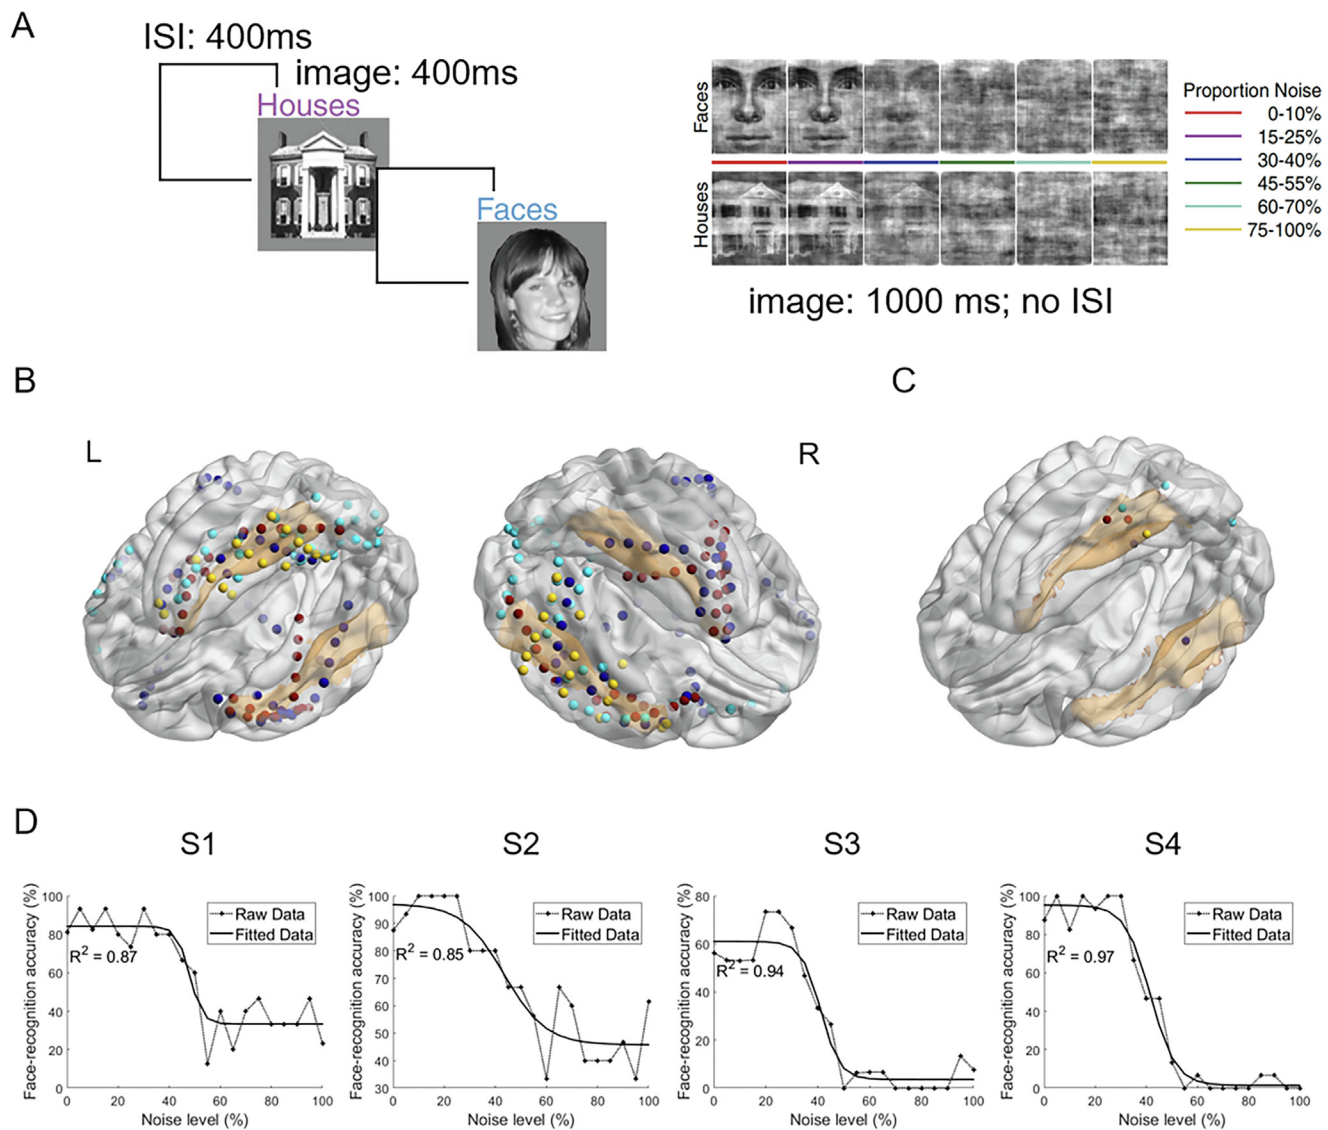 A
ISI: 400ms
image: 400ms
Houses
Faces
Faces
Houses
image: 1000 ms; no ISI
Proportion Noise
0-10%
15-25%
30-40%
45-55%
60-70%
75-100%
B
L
R
C
D
S1
Face-recognition accuracy (%)
100
80
60
40
20
0
R² = 0.87
Raw Data
Fitted Data
0 20 40 60 80 100
Noise level (%)
S2
Face-recognition accuracy (%)
100
90
80
70
60
50
40
30
R² = 0.85
Raw Data
Fitted Data
0 20 40 60 80 100
Noise level (%)
S3
Face-recognition accuracy (%)
80
60
40
20
0
R² = 0.94
Raw Data
Fitted Data
0 20 40 60 80 100
Noise level (%)
S4
Face-recognition accuracy (%)
100
80
60
40
20
0
R² = 0.97
Raw Data
Fitted Data
0 20 40 60 80 100
Noise level (%)